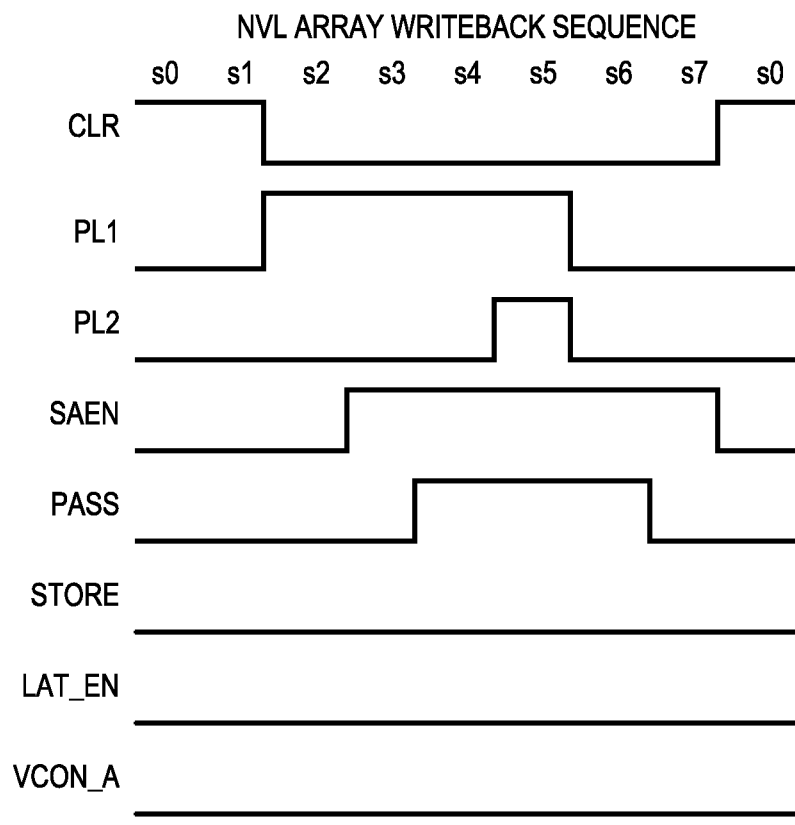 NVL ARRAY WRITEBACK SEQUENCE
s0 s1 s2 s3 s4 s5 s6 s7 s0
CLR
PL1
PL2
SAEN
PASS
STORE
LAT_EN
VCON_A